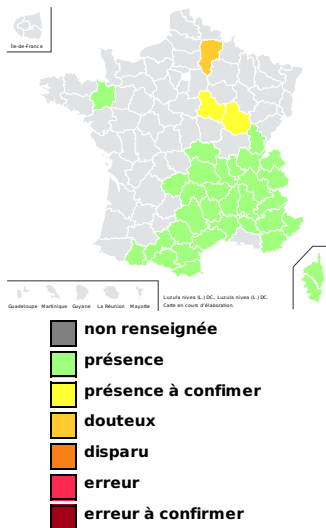 Île-de-France
Guadeloupe Martinique Guyane La Réunion Mayotte
Luzula nivea (L.) DC., Luzula nivea (L.) DC.
Carte en cours d'élaboration.
non renseignée
présence
présence à confimer
douteux
disparu
erreur
erreur à confirmer